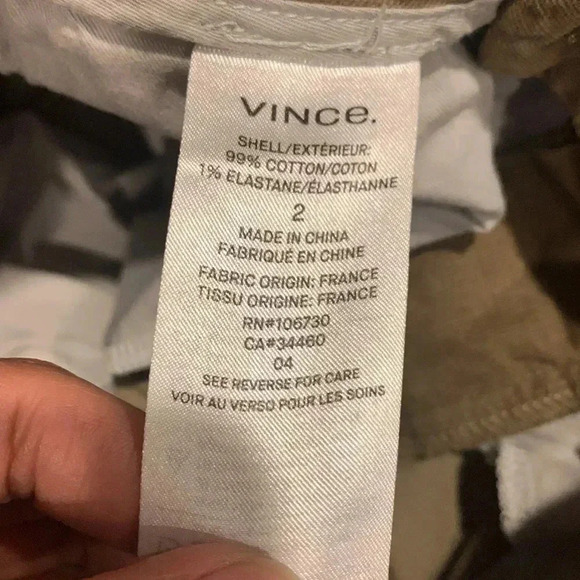 VINCe.
SHELL/EXTÉRIEUR:
99% COTTON/COTON
1% ELASTANE/ÉLASTHANNE
2
MADE IN CHINA
FABRIQUÉ EN CHINE
FABRIC ORIGIN: FRANCE
TISSU ORIGINE: FRANCE
RN#106730
CA#34460
04
SEE REVERSE FOR CARE
VOIR AU VERSO POUR LES SOINS